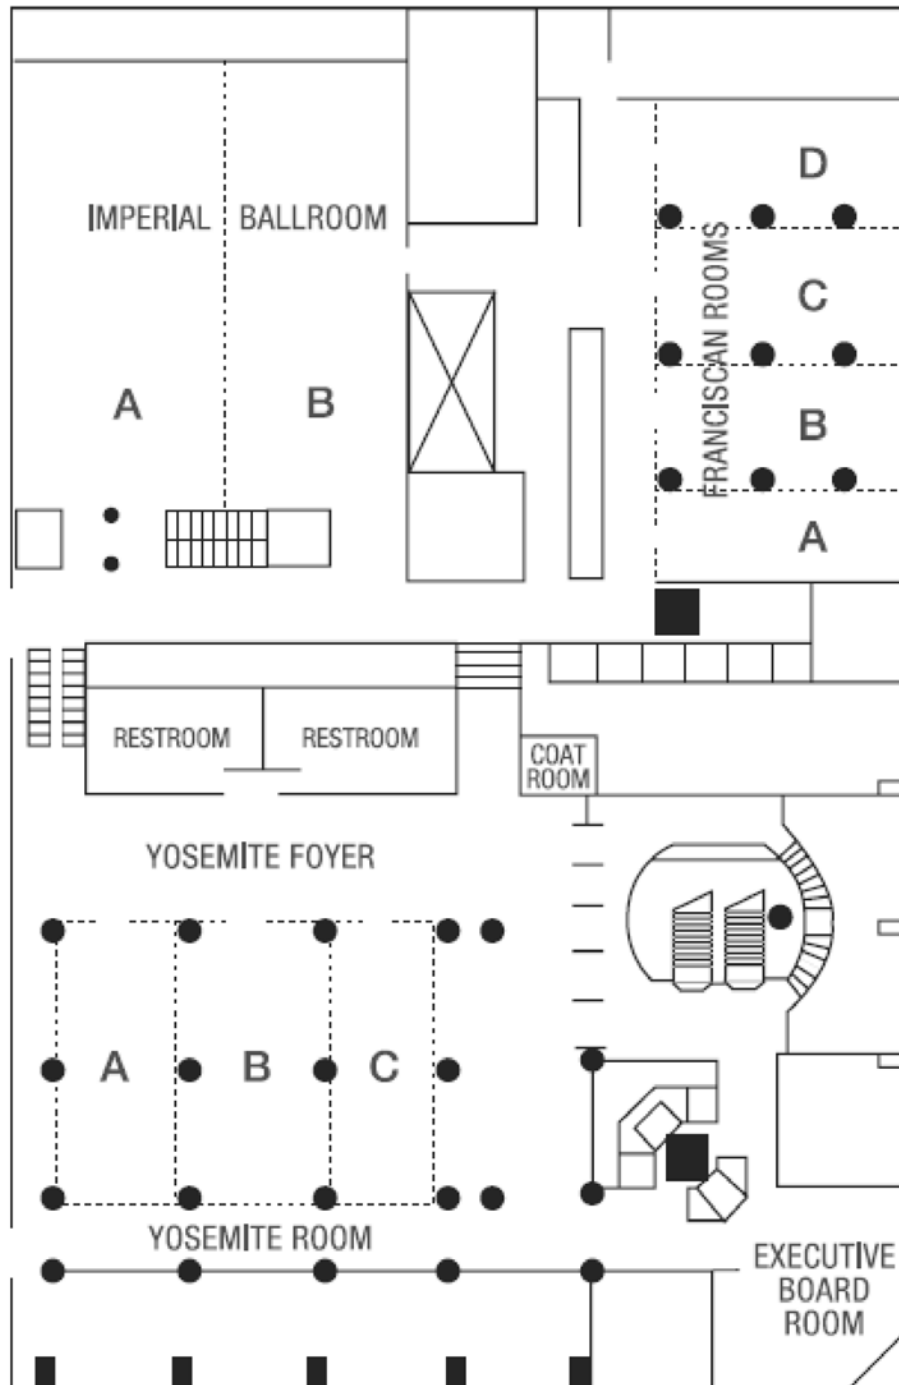 D
IMPERIAL BALLROOM
FRANCISCAN ROOMS
C
A
B
B
A
RESTROOM
RESTROOM
COAT
ROOM
YOSEMITE FOYER
A
B
C
YOSEMITE ROOM
EXECUTIVE
BOARD
ROOM